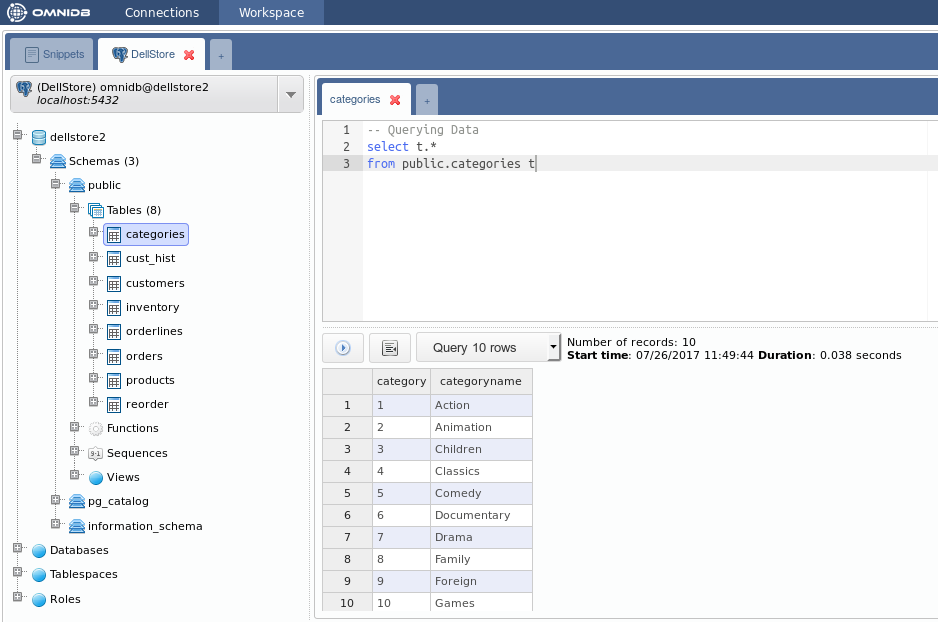 OMNIDB Connections Workspace
Snippets DellStore +
(DellStore) omnidb@dellstore2
localhost:5432
dellstore2
Schemas (3)
public
Tables (8)
categories
cust_hist
customers
inventory
orderlines
orders
products
reorder
Functions
9-1 Sequences
Views
pg_catalog
information_schema
Databases
Tablespaces
Roles
categories +
1 -- Querying Data
2 select t.*
3 from public.categories t
Query 10 rows
Number of records: 10
Start time: 07/26/2017 11:49:44 Duration: 0.038 seconds
category categoryname
1 1 Action
2 2 Animation
3 3 Children
4 4 Classics
5 5 Comedy
6 6 Documentary
7 7 Drama
8 8 Family
9 9 Foreign
10 10 Games